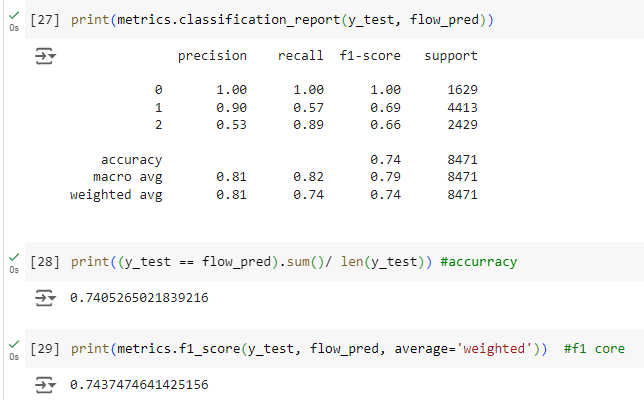 [27] print(metrics.classification_report(y_test, flow_pred))
0s
precision recall f1-score support
0 1.00 1.00 1.00 1629
1 0.90 0.57 0.69 4413
2 0.53 0.89 0.66 2429
accuracy 0.74 8471
macro avg 0.81 0.82 0.79 8471
weighted avg 0.81 0.74 0.74 8471
[28] print((y_test == flow_pred).sum()/ len(y_test)) #accurracy
0s
0.7405265021839216
[29] print(metrics.f1_score(y_test, flow_pred, average='weighted')) #f1 core
0s
0.7437474641425156